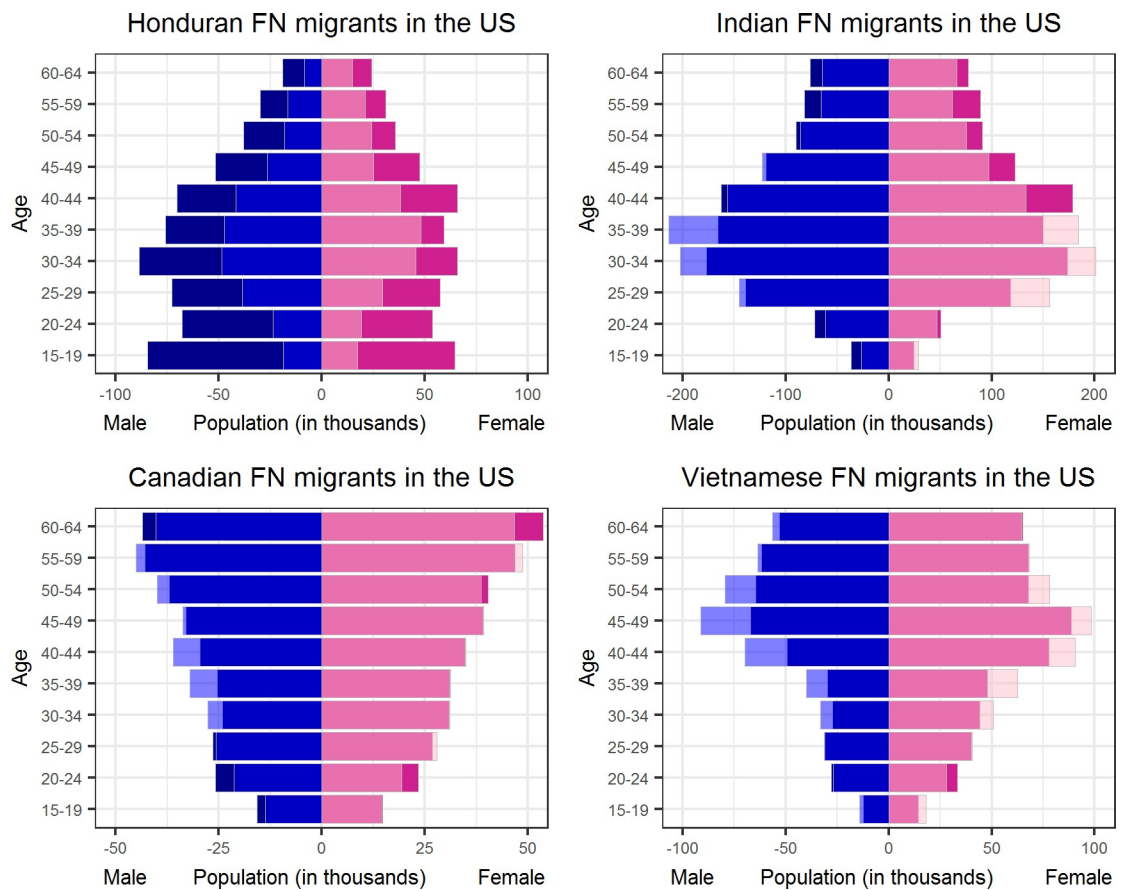 Honduran FN migrants in the US
Age
60-64
55-59
50-54
45-49
40-44
35-39
30-34
25-29
20-24
15-19
-100 -50 0 50 100
Male Population (in thousands) Female
Indian FN migrants in the US
Age
60-64
55-59
50-54
45-49
40-44
35-39
30-34
25-29
20-24
15-19
-200 -100 0 100 200
Male Population (in thousands) Female
Canadian FN migrants in the US
Age
60-64
55-59
50-54
45-49
40-44
35-39
30-34
25-29
20-24
15-19
-50 -25 0 25 50
Male Population (in thousands) Female
Vietnamese FN migrants in the US
Age
60-64
55-59
50-54
45-49
40-44
35-39
30-34
25-29
20-24
15-19
-100 -50 0 50 100
Male Population (in thousands) Female